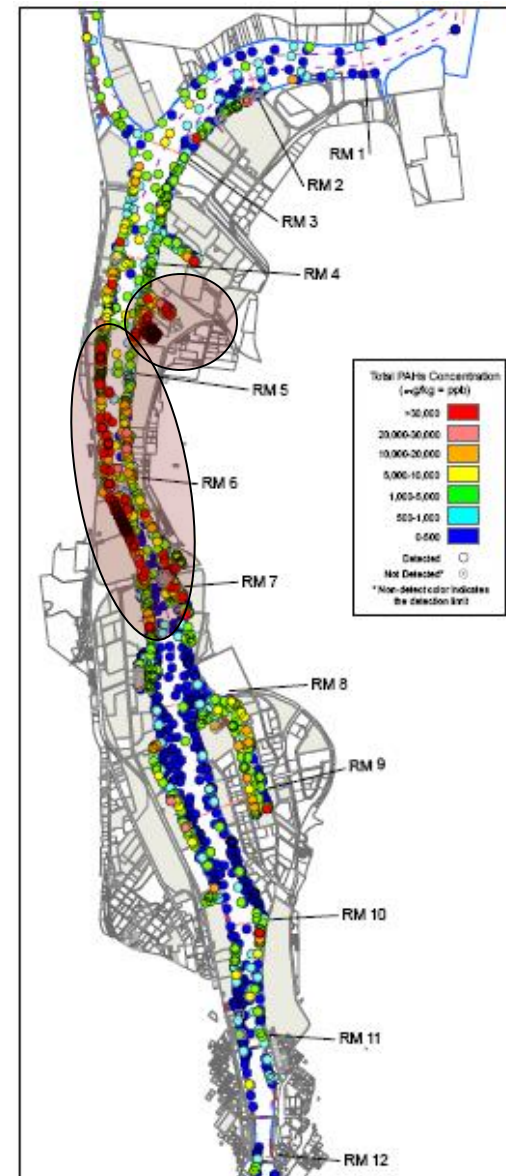 RM 1
RM 2
RM 3
RM 4
RM 5
Total PAHs Concentration
(ug/kg = ppb)
>30,000
20,000-30,000
10,000-20,000
5,000-10,000
1,000-5,000
500-1,000
0-500
Detected
Not Detected*
* Non-detect color indicates
the detection limit
RM 6
RM 7
RM 8
RM 9
RM 10
RM 11
RM 12